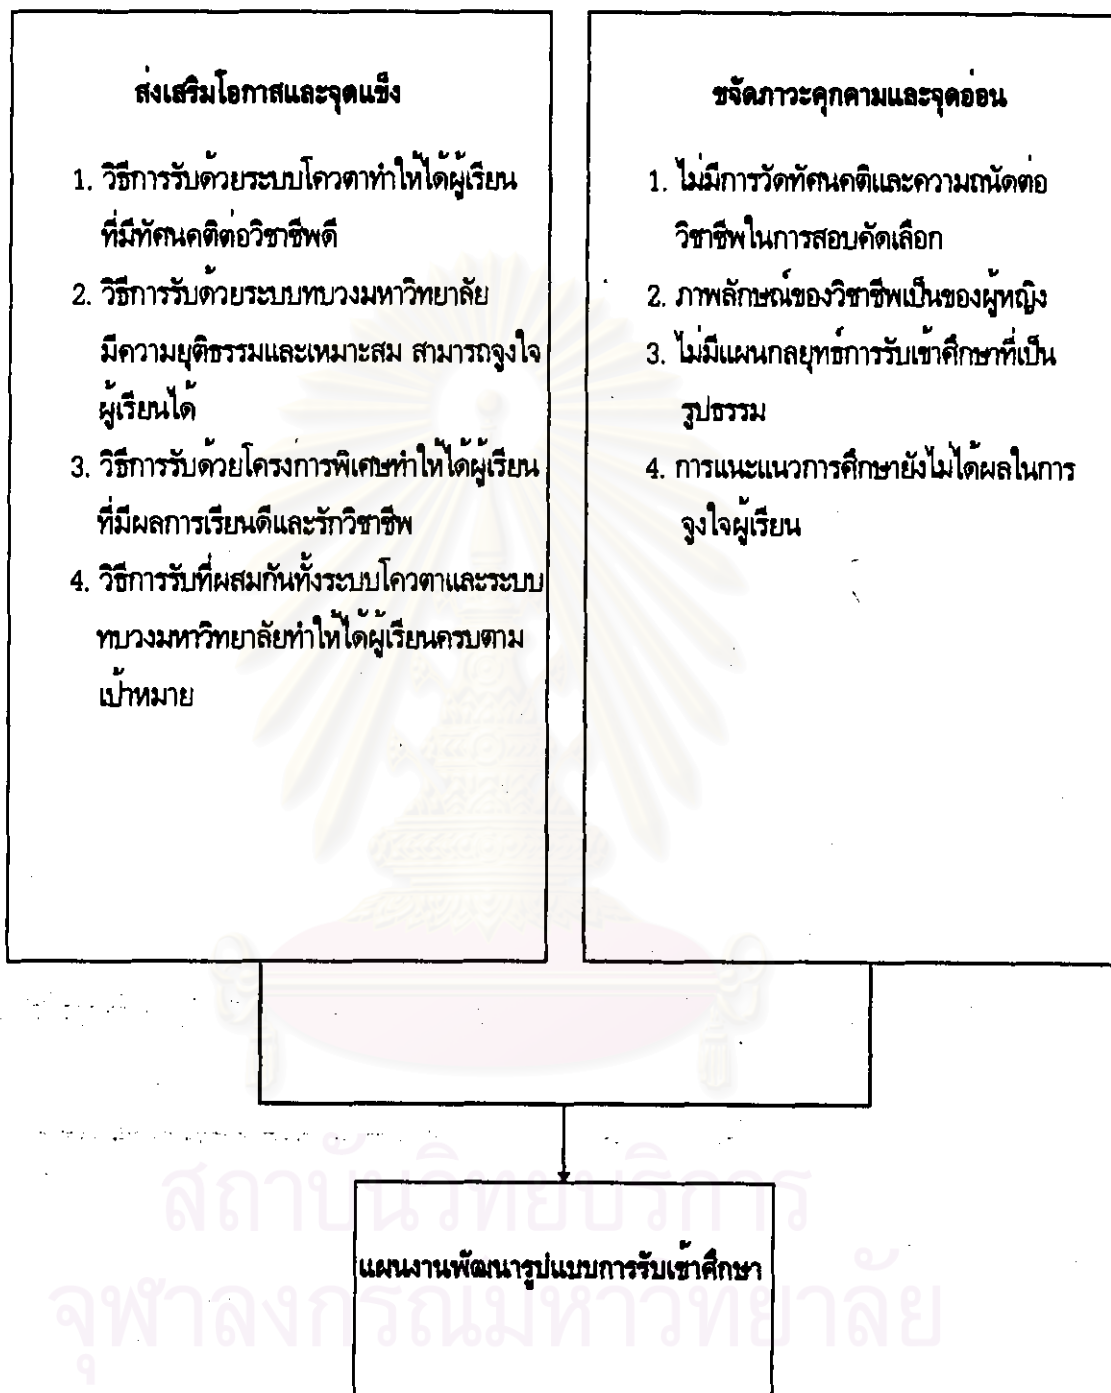 ส่งเสริมโอกาสและจุดแข็ง
1. วิธีการรับด้วยระบบโควตาทำให้ได้ผู้เรียน
ที่มีทัศนคติต่อวิชาชีพดี
2. วิธีการรับด้วยระบบทบวงมหาวิทยาลัย
มีความยุติธรรมและเหมาะสม สามารถจูงใจ
ผู้เรียนได้
3. วิธีการรับด้วยโครงการพิเศษทำให้ได้ผู้เรียน
ที่มีผลการเรียนดีและรักวิชาชีพ
4. วิธีการรับที่ผสมกันทั้งระบบโควตาและระบบ
ทบวงมหาวิทยาลัยทำให้ได้ผู้เรียนครบตาม
เป้าหมาย
ขจัดภาวะคุกคามและจุดอ่อน
1. ไม่มีการวัดทัศนคติและความถนัดต่อ
วิชาชีพในการสอบคัดเลือก
2. ภาพลักษณ์ของวิชาชีพเป็นของผู้หญิง
3. ไม่มีแผนกลยุทธ์การรับเข้าศึกษาที่เป็น
รูปธรรม
4. การแนะแนวการศึกษายังไม่ได้ผลในการ
จูงใจผู้เรียน
แผนงานพัฒนารูปแบบการรับเข้าศึกษา
สถาบันวิทยบริการ
จุฬาลงกรณ์มหาวิทยาลัย